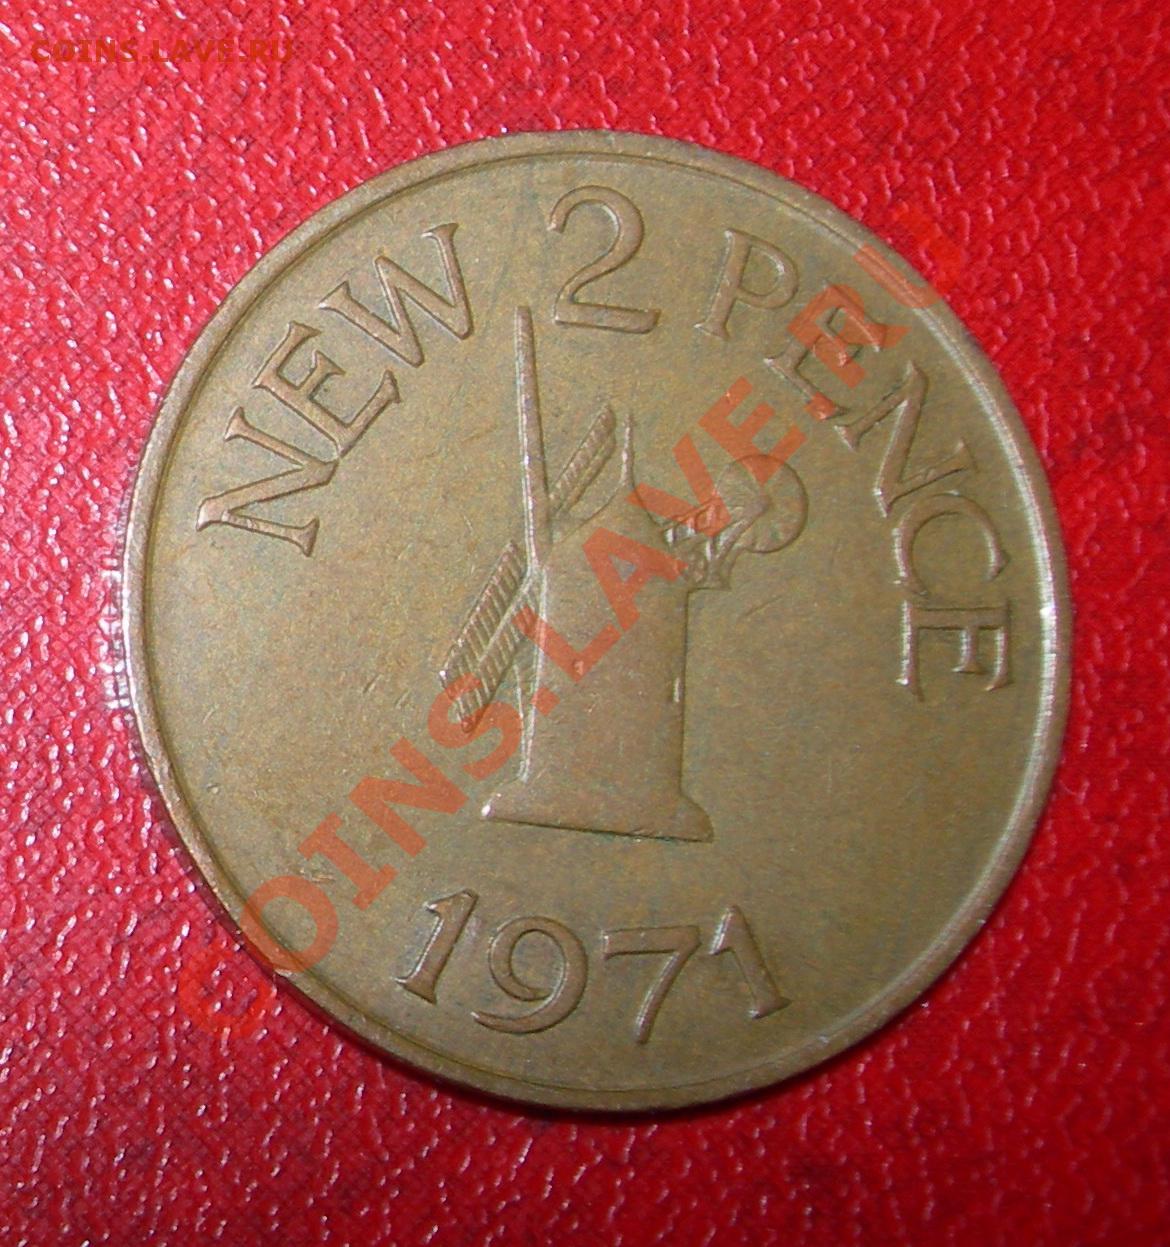 COINS.LAVE.RU
NEW 2 PENCE
COINS.LAVE.RU
1971